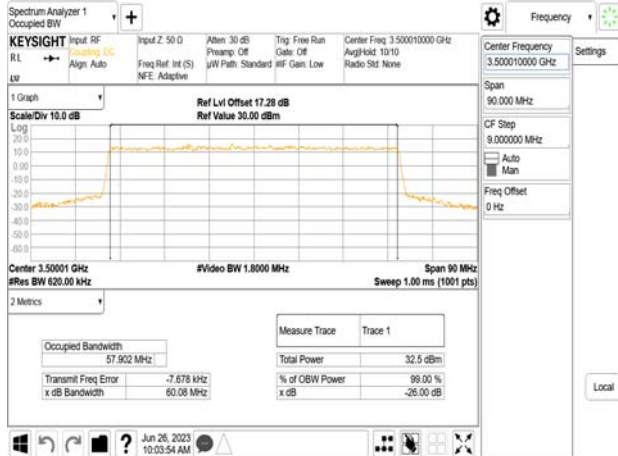 Spectrum Analyzer 1
Occupied BW
Frequency
KEYSIGHT
RL
LXI
Input: RF
Coupling: DC
Align: Auto
Input Z: 50 Ω
Freq Ref: Int (S)
NFE: Adaptive
Atten: 30 dB
Preamp: Off
µW Path: Standard
Trig: Free Run
Gate: Off
#IF Gain: Low
Center Freq: 3.500010000 GHz
Avg|Hold: 10/10
Radio Std: None
Center Frequency
3.500010000 GHz
Settings
Span
90.000 MHz
CF Step
9.000000 MHz
Auto
Man
Freq Offset
0 Hz
Local
1 Graph
Scale/Div 10.0 dB
Ref Lvl Offset 17.28 dB
Ref Value 30.00 dBm
Log
20.0
10.0
0.00
-10.0
-20.0
-30.0
-40.0
-50.0
-60.0
Center 3.50001 GHz
#Res BW 620.00 kHz
#Video BW 1.8000 MHz
Span 90 MHz
Sweep 1.00 ms (1001 pts)
2 Metrics
Measure Trace Trace 1
Occupied Bandwidth
57.902 MHz
Total Power 32.5 dBm
Transmit Freq Error -7.678 kHz
% of OBW Power 99.00 %
x dB Bandwidth 60.08 MHz
x dB -26.00 dB
Jun 26, 2023
10:03:54 AM